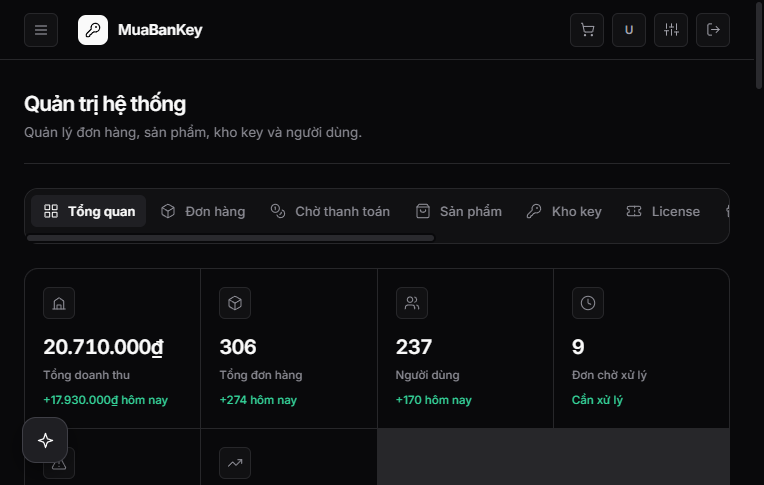 MuaBanKey
U
Quản trị hệ thống
Quản lý đơn hàng, sản phẩm, kho key và người dùng.
Tổng quan
Đơn hàng
Chờ thanh toán
Sản phẩm
Kho key
License
20.710.000₫
306
237
9
Tổng doanh thu
Tổng đơn hàng
Người dùng
Đơn chờ xử lý
+17.930.000₫ hôm nay
+274 hôm nay
+170 hôm nay
Cần xử lý